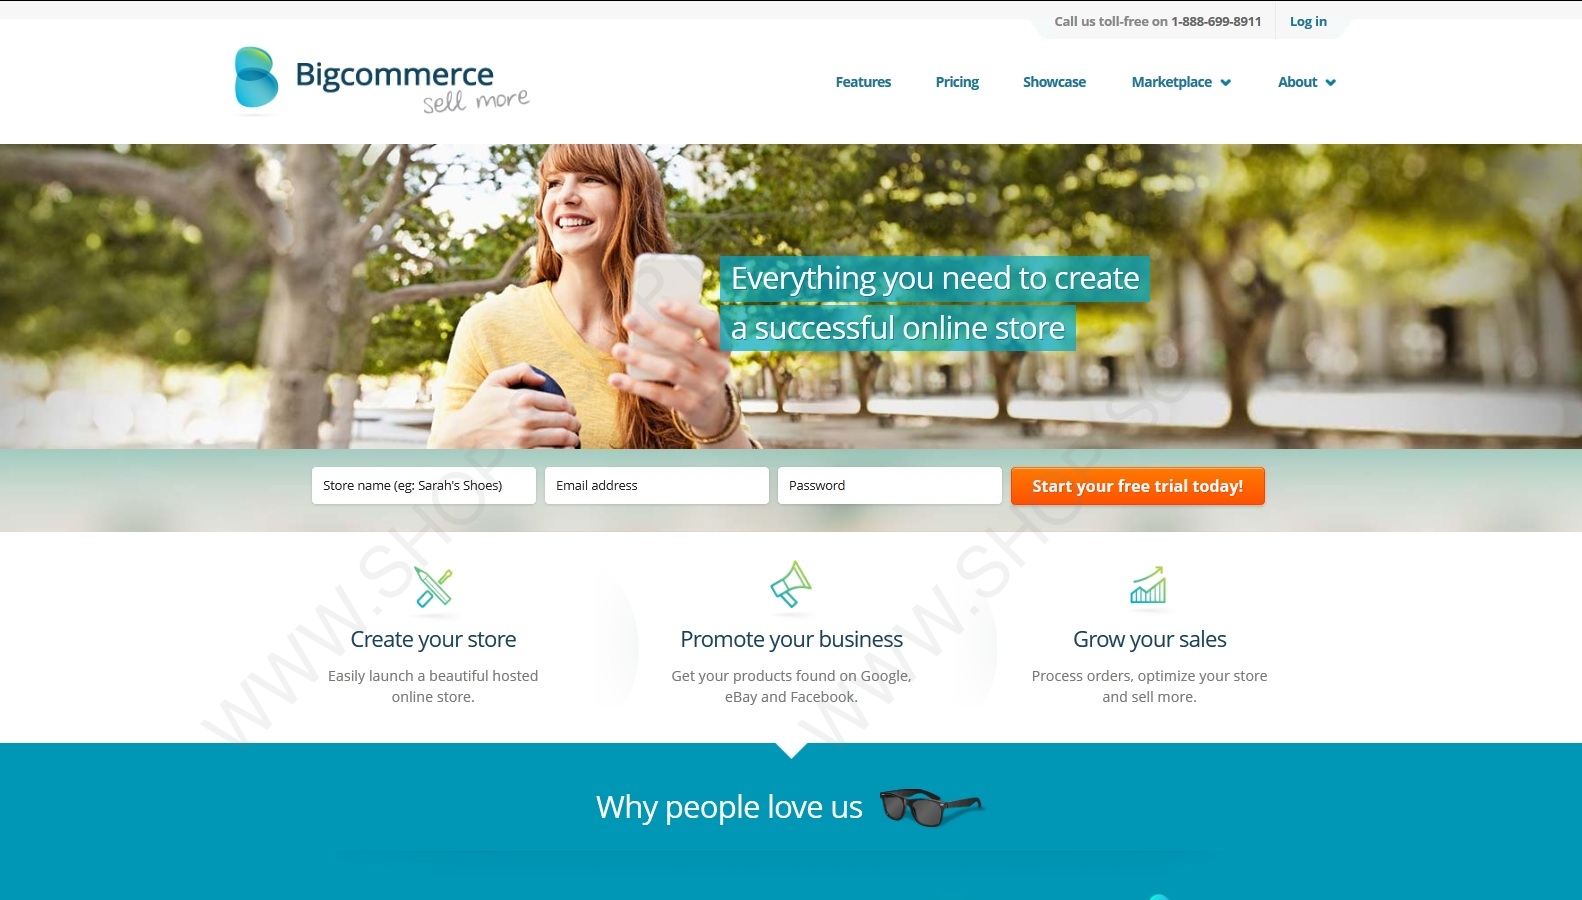 Call us toll-free on 1-888-699-8911
Log in
Bigcommerce
sell more
Features
Pricing
Showcase
Marketplace
About
Everything you need to create
a successful online store
Store name (eg: Sarah's Shoes)
Email address
Password
Start your free trial today!
Create your store
Easily launch a beautiful hosted
online store.
Promote your business
Get your products found on Google,
eBay and Facebook.
Grow your sales
Process orders, optimize your store
and sell more.
Why people love us